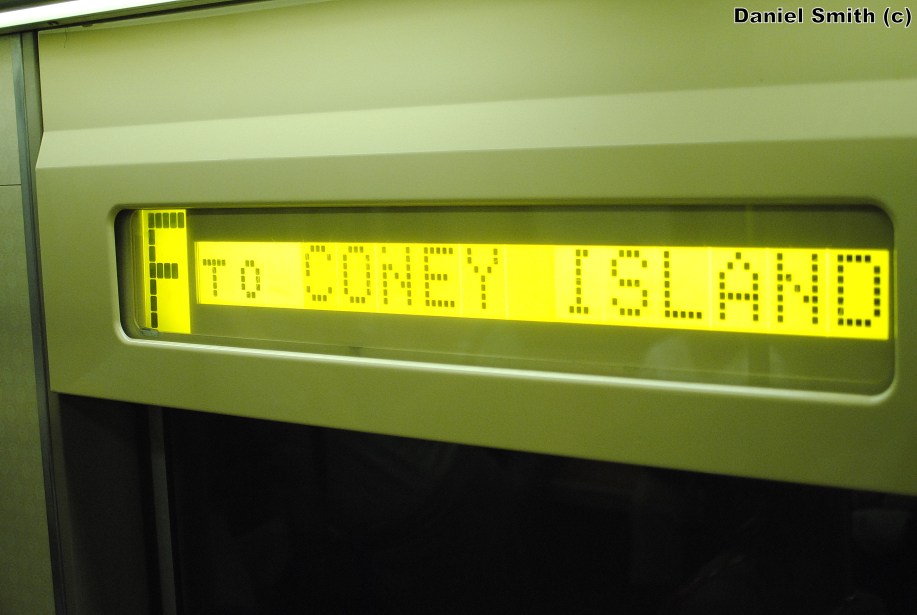 Daniel Smith (c)
F To CONEY ISLAND